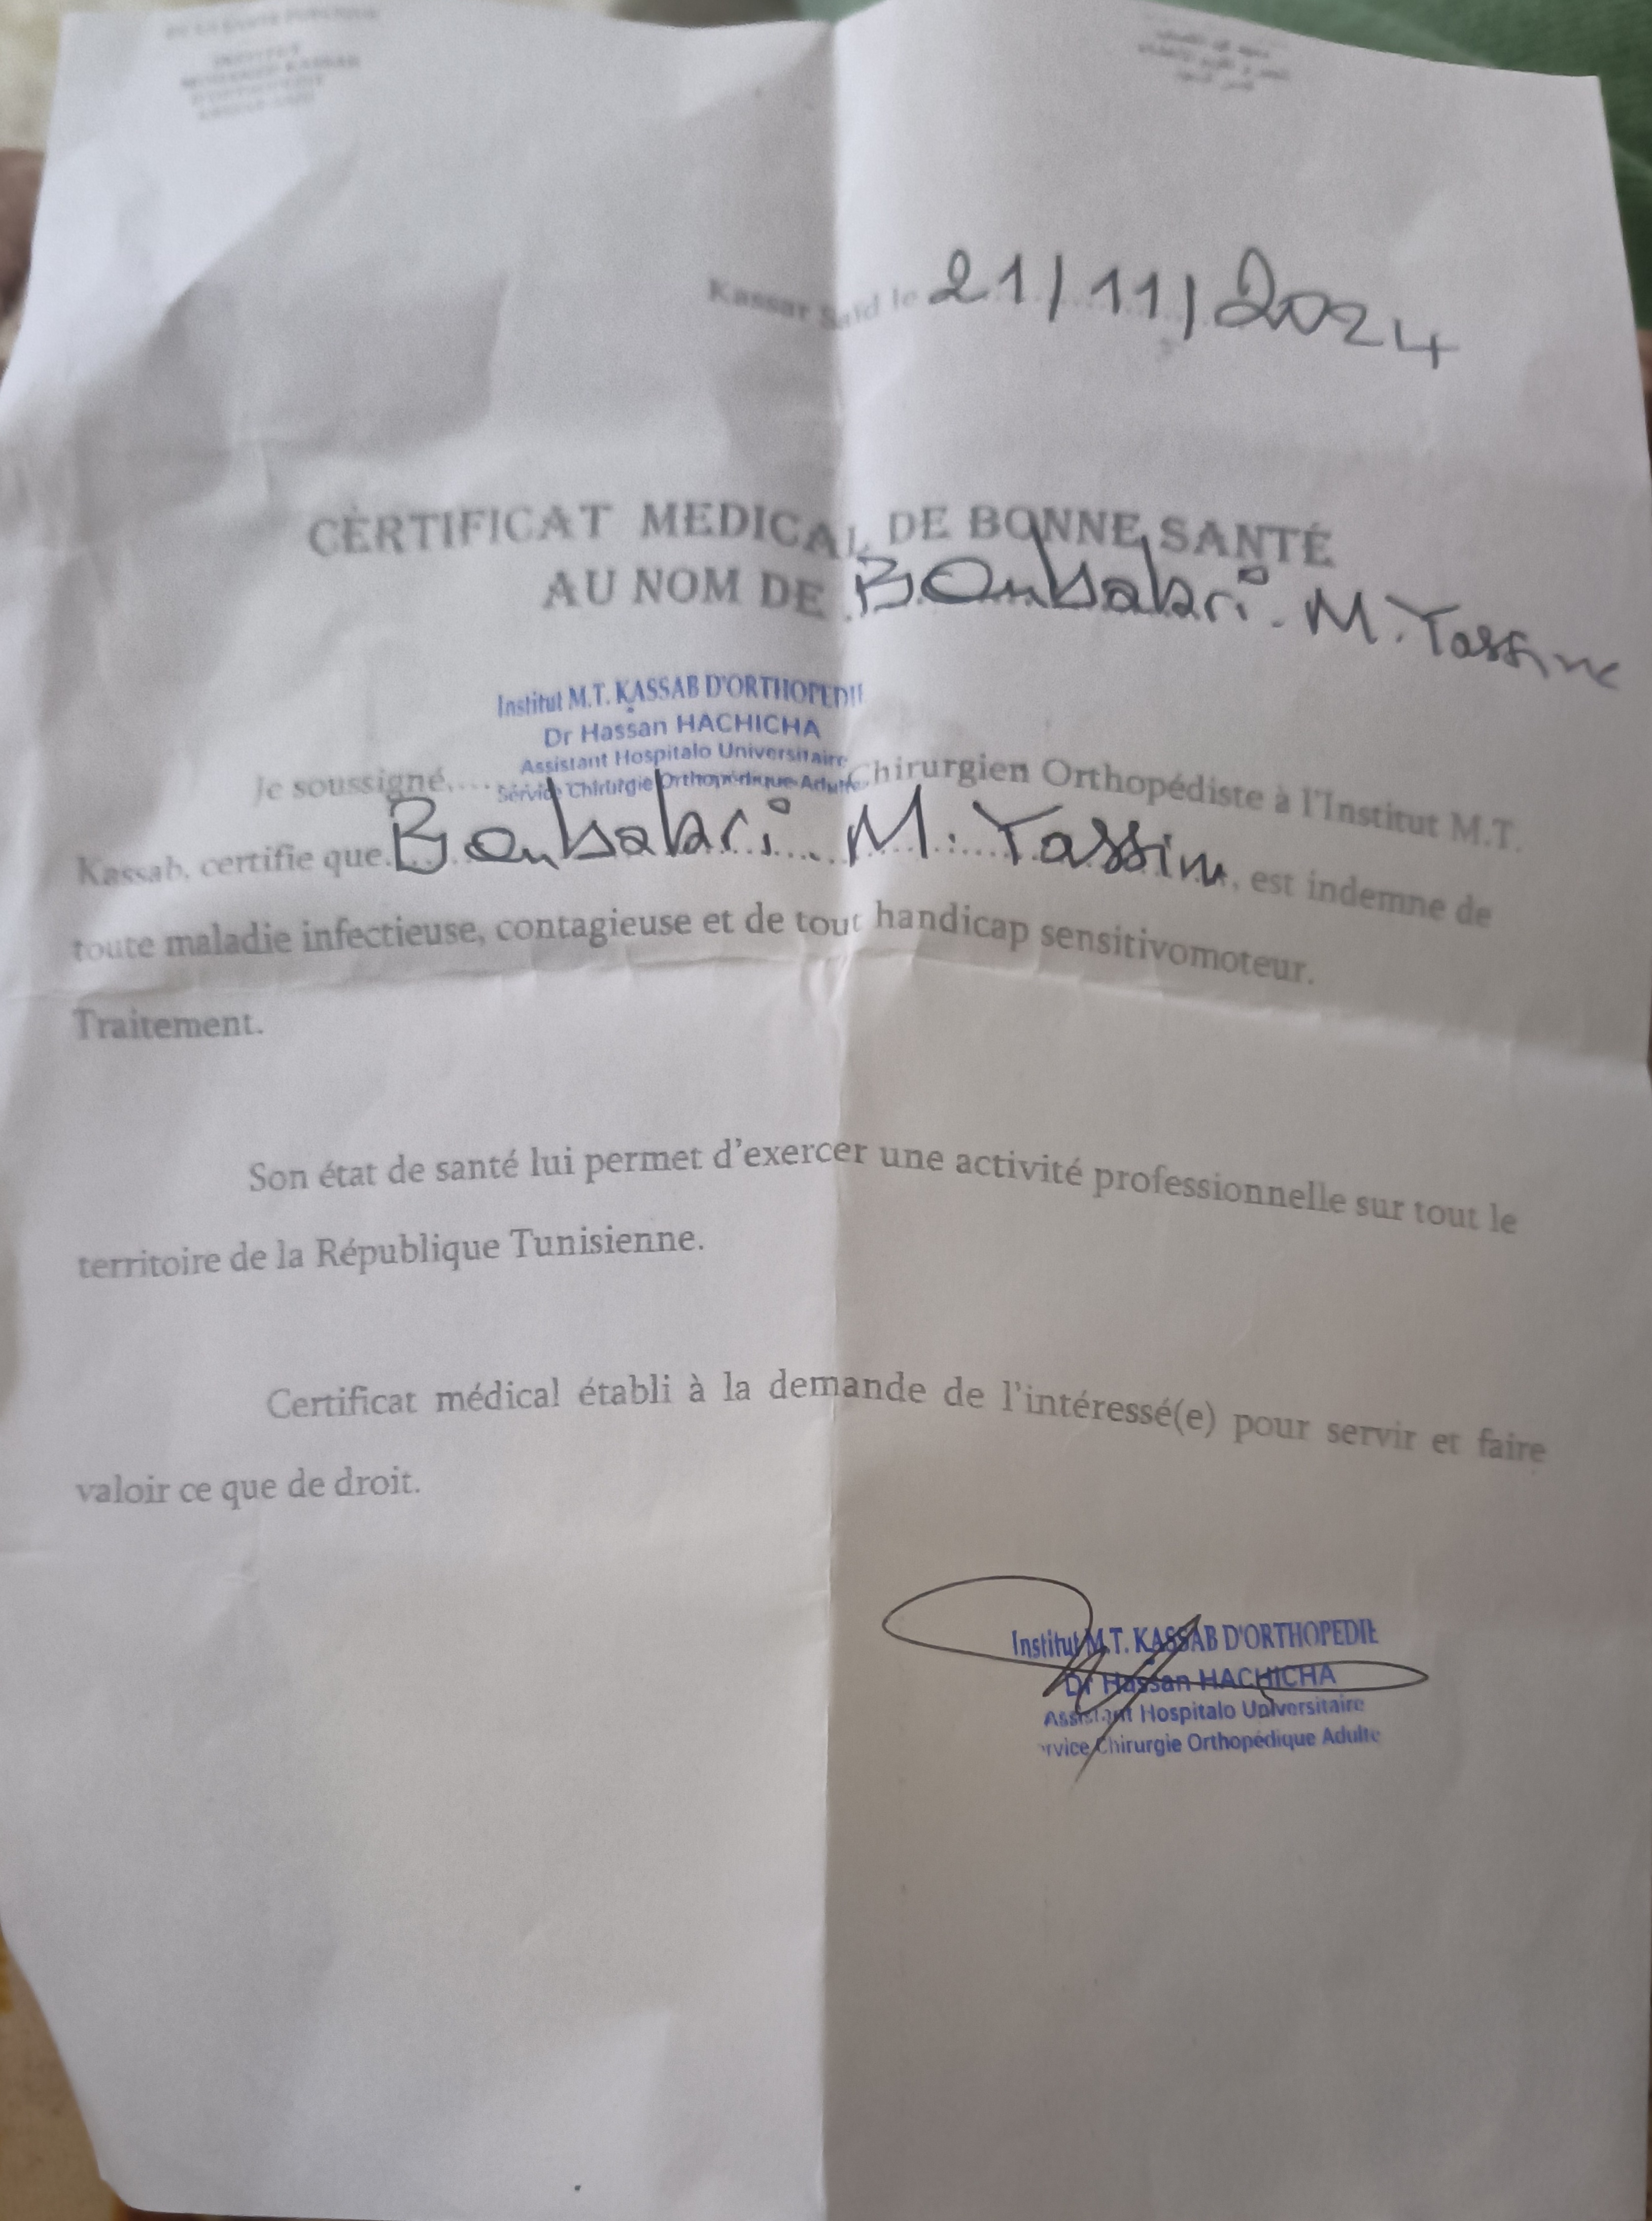 INSTITUT
MOHAMED KASSAB
D'ORTHOPEDIE
Kassar Said le 21/11/2024
CERTIFICAT MEDICAL DE BONNE SANTÉ
AU NOM DE M. Yassine
Institut M.T. KASSAB D'ORTHOPEDIE
Dr Hassan HACHICHA
Assistant Hospitalo Universitaire
Service Chirurgie Orthopédique Adulte
Je soussigné, Chirurgien Orthopédiste à l'Institut M.T.
Kassab, certifie que M. Yassine, est indemne de
toute maladie infectieuse, contagieuse et de tout handicap sensitivomoteur.
Traitement.
Son état de santé lui permet d'exercer une activité professionnelle sur tout le
territoire de la République Tunisienne.
Certificat médical établi à la demande de l'intéressé(e) pour servir et faire
valoir ce que de droit.
Institut M.T. KASSAB D'ORTHOPEDIE
Dr Hassan HACHICHA
Assistant Hospitalo Universitaire
rvice Chirurgie Orthopédique Adulte